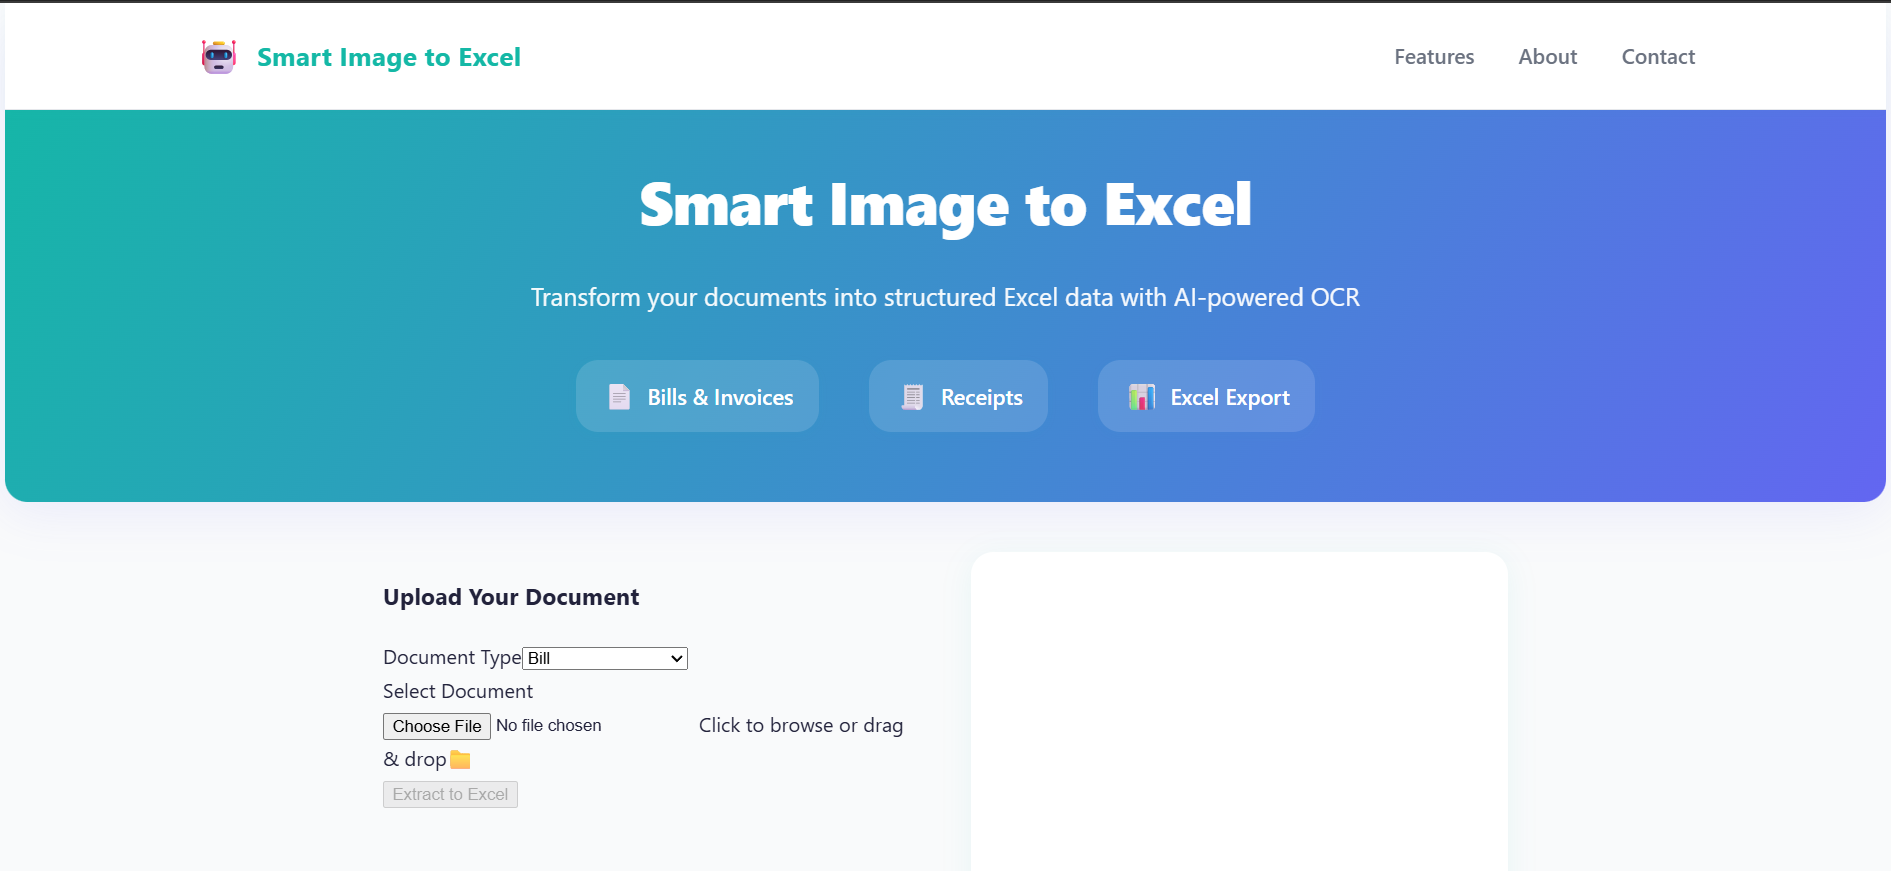 Smart Image to Excel
Features About Contact
Smart Image to Excel
Transform your documents into structured Excel data with AI-powered OCR
Bills & Invoices Receipts Excel Export
Upload Your Document
Document Type Bill
Select Document
Choose File No file chosen Click to browse or drag
& drop
Extract to Excel